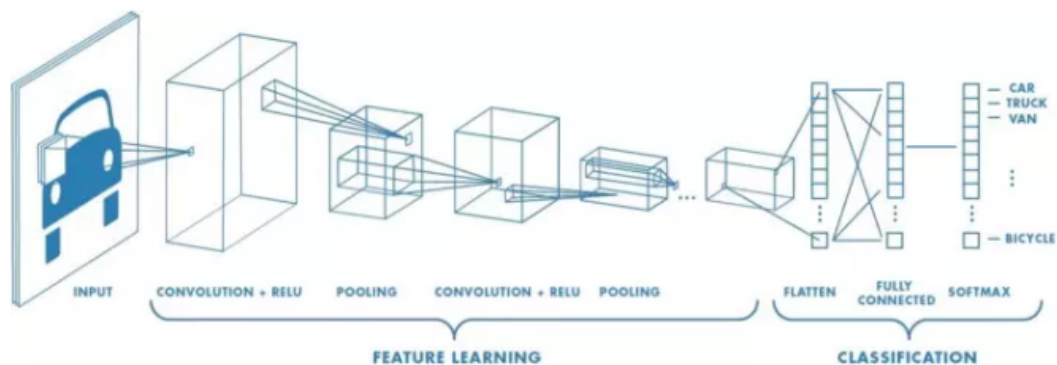 CAR
TRUCK
VAN
BICYCLE
INPUT
CONVOLUTION + RELU
POOLING
CONVOLUTION + RELU
POOLING
FLATTEN
FULLY
CONNECTED
SOFTMAX
FEATURE LEARNING
CLASSIFICATION